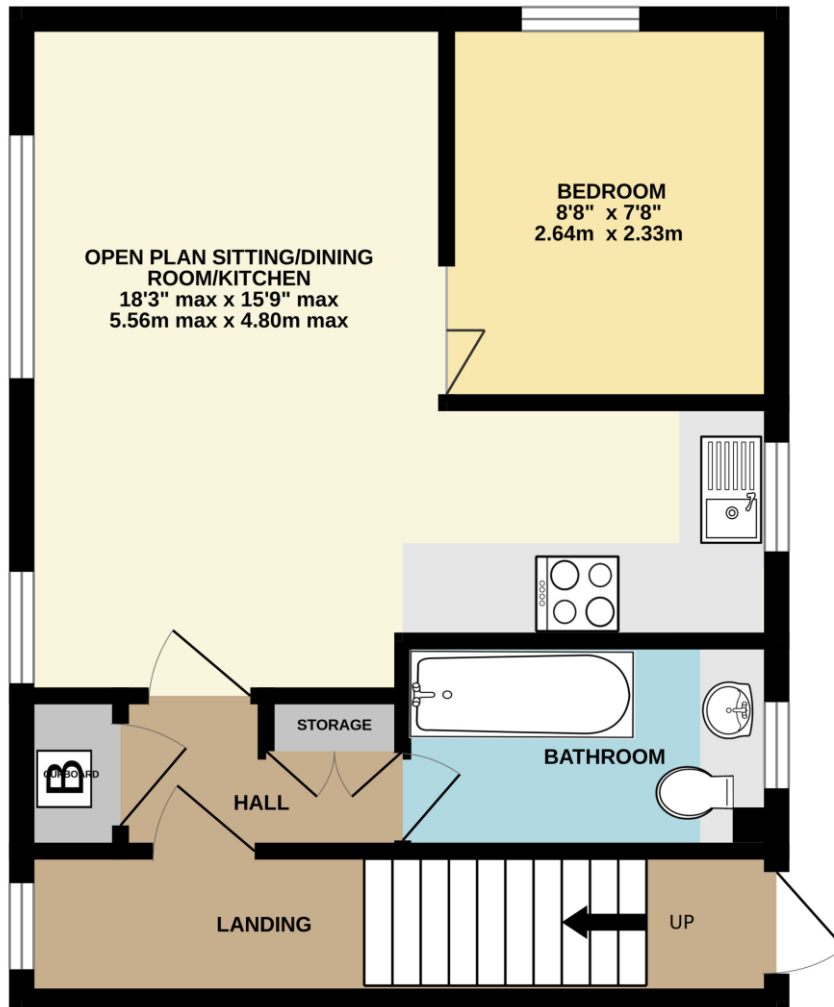 BEDROOM
8'8" x 7'8"
2.64m x 2.33m
OPEN PLAN SITTING/DINING
ROOM/KITCHEN
18'3" max x 15'9" max
5.56m max x 4.80m max
STORAGE
CUPBOARD
B
BATHROOM
HALL
LANDING
UP